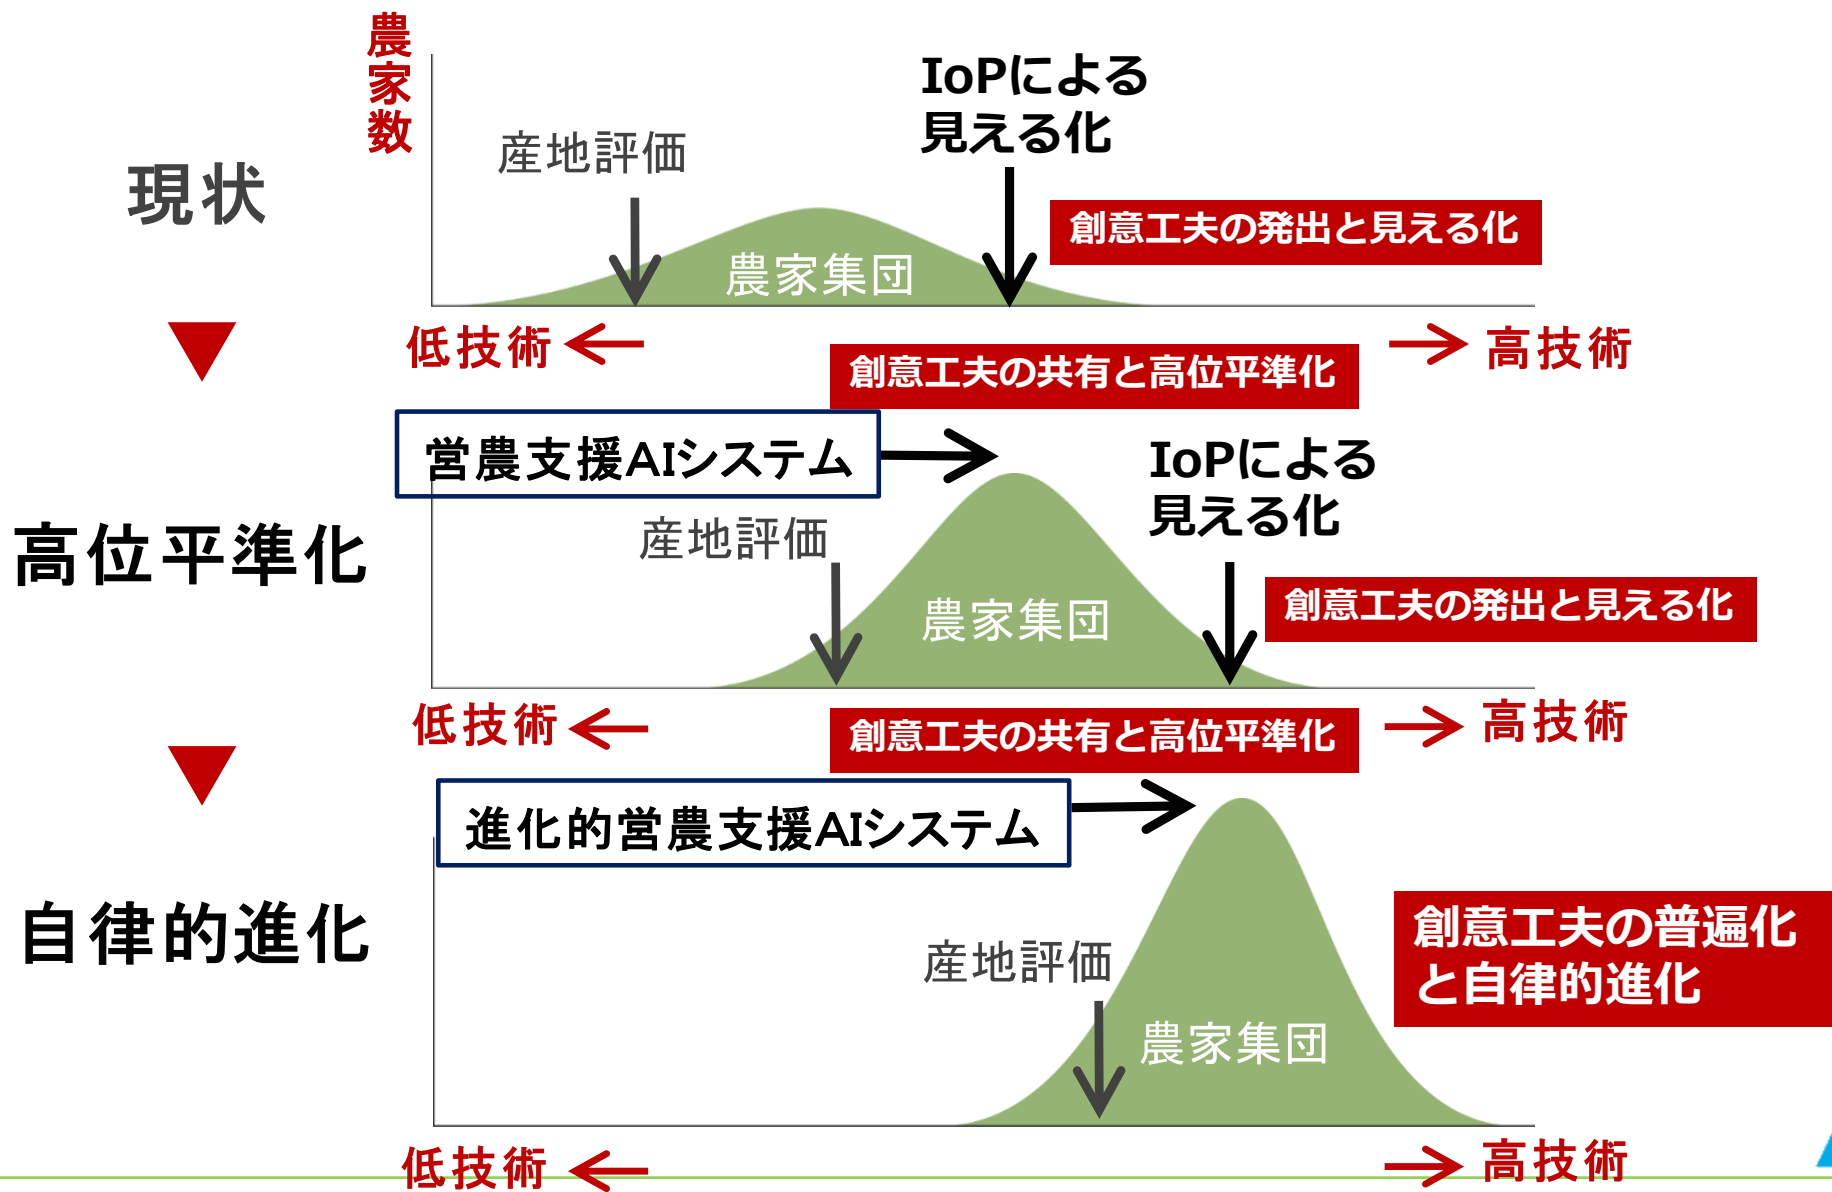 農家数
IoPによる
見える化
産地評価
現状
創意工夫の発出と見える化
農家集団
低技術
高技術
創意工夫の共有と高位平準化
営農支援AIシステム
IoPによる
見える化
産地評価
高位平準化
創意工夫の発出と見える化
農家集団
低技術
高技術
創意工夫の共有と高位平準化
進化的営農支援AIシステム
自律的進化
創意工夫の普遍化
と自律的進化
産地評価
農家集団
低技術
高技術